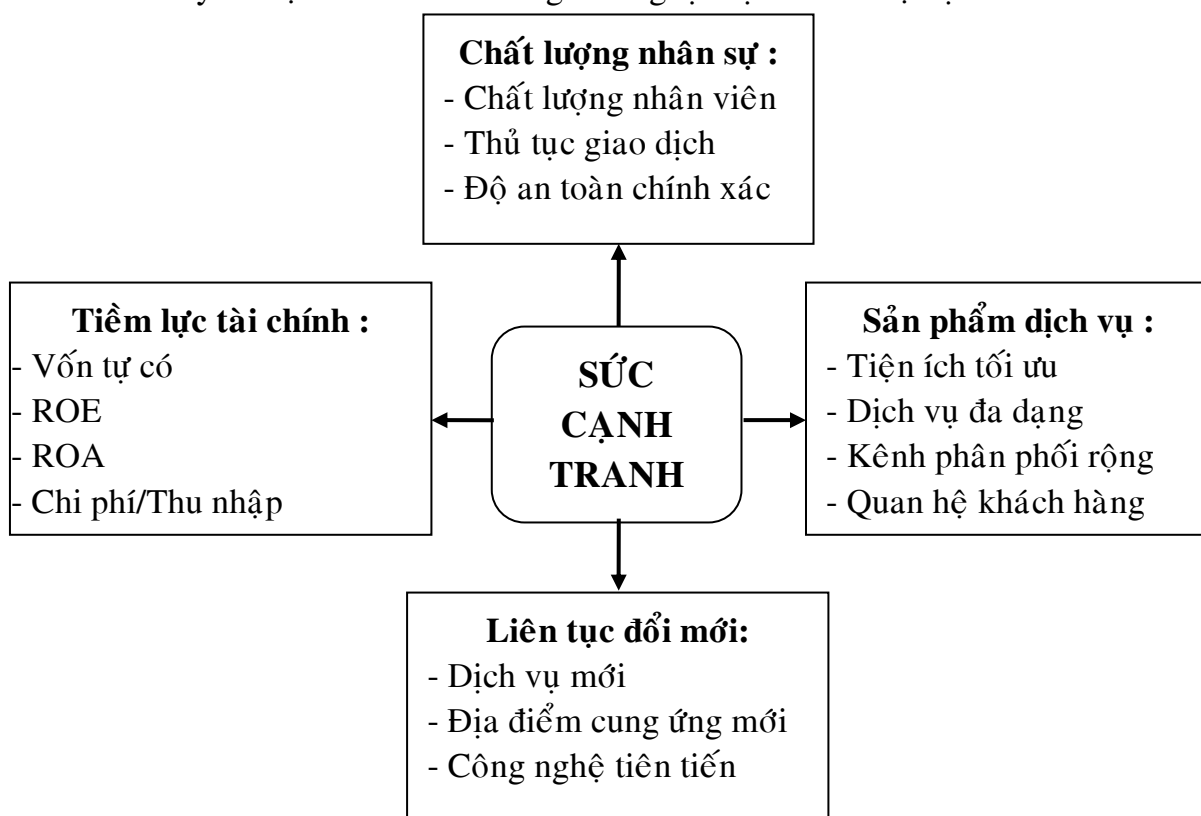 Chất lượng nhân sự :
- Chất lượng nhân viên
- Thủ tục giao dịch
- Độ an toàn chính xác
Tiềm lực tài chính :
- Vốn tự có
- ROE
- ROA
- Chi phí/Thu nhập
SỨC
CẠNH
TRANH
Sản phẩm dịch vụ :
- Tiện ích tối ưu
- Dịch vụ đa dạng
- Kênh phân phối rộng
- Quan hệ khách hàng
Liên tục đổi mới:
- Dịch vụ mới
- Địa điểm cung ứng mới
- Công nghệ tiên tiến